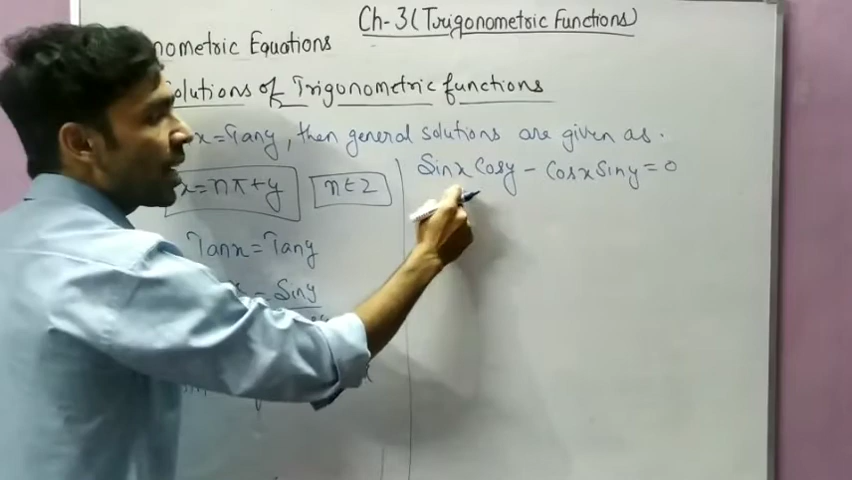 Ch-3 (Trigonometric Functions)
nometric Equations
olutions of Trigonometric functions
x = Tany, then general solutions are given as.
x = nπ + y
n ∈ Z
Sinx Cosy - Cosx Siny = 0
Tanx = Tany
= Siny